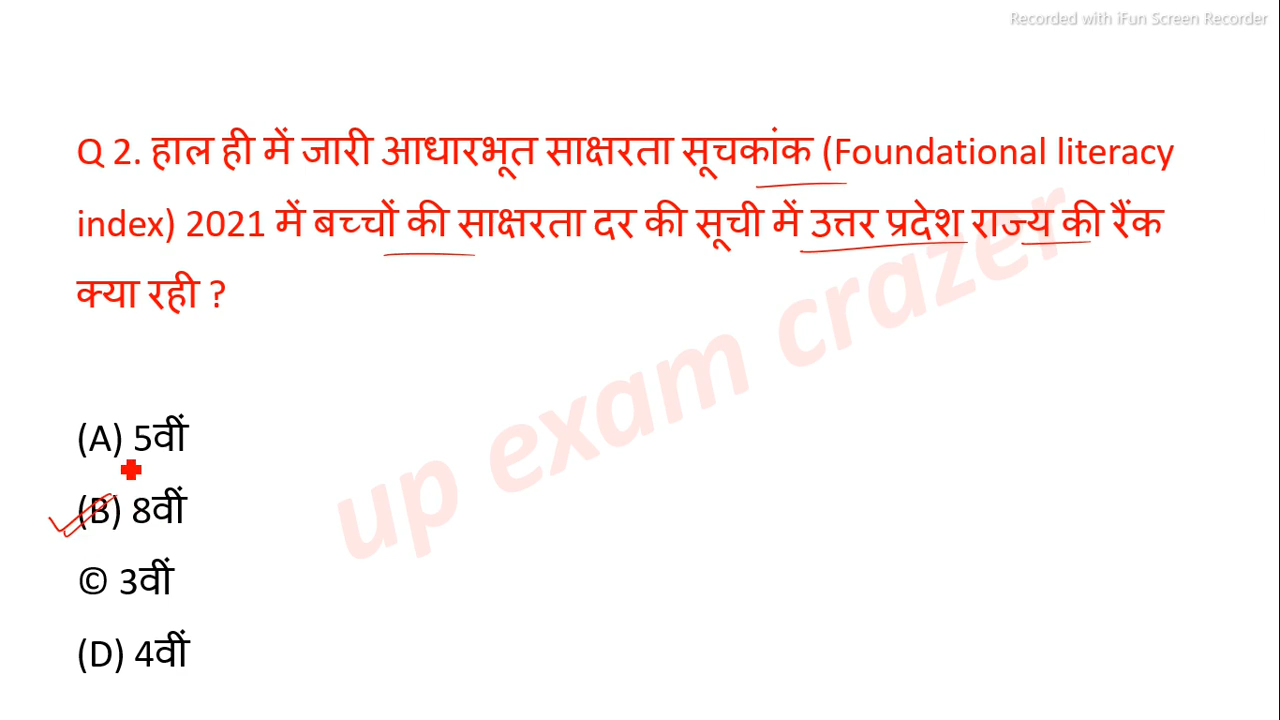 Recorded with iFun Screen Recorder
Q 2. हाल ही में जारी आधारभूत साक्षरता सूचकांक (Foundational literacy
index) 2021 में बच्चों की साक्षरता दर की सूची में उत्तर प्रदेश राज्य की रैंक
क्या रही ?
up exam crazer
(A) 5वीं
(B) 8वीं
© 3वीं
(D) 4वीं